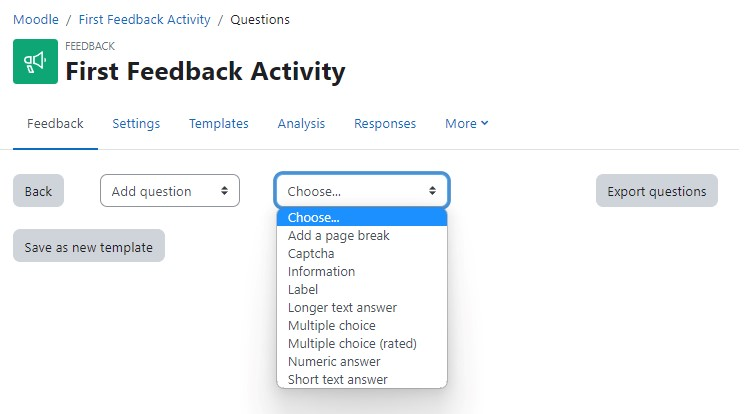 Moodle / First Feedback Activity / Questions
FEEDBACK
First Feedback Activity
Feedback Settings Templates Analysis Responses More
Back Add question Choose... Export questions
Save as new template
Choose...
Add a page break
Captcha
Information
Label
Longer text answer
Multiple choice
Multiple choice (rated)
Numeric answer
Short text answer